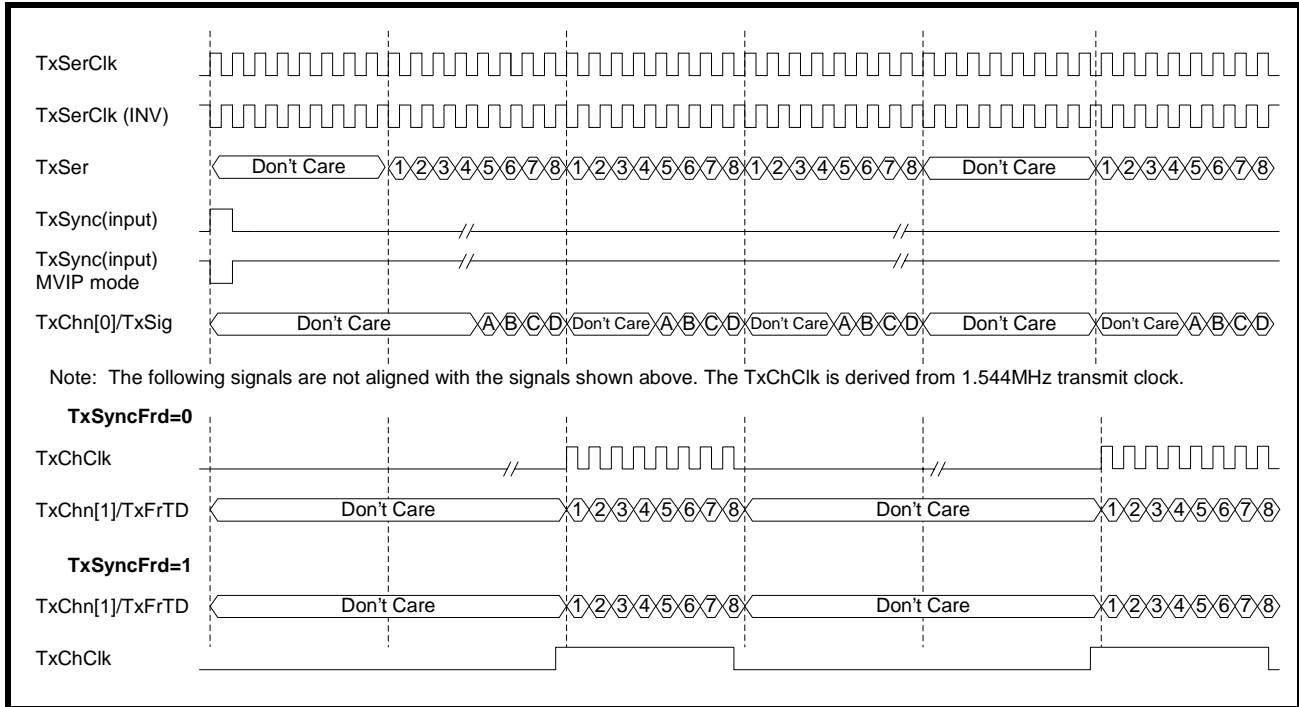 TxSerClk
TxSerClk (INV)
TxSer Don't Care 1 2 3 4 5 6 7 8 1 2 3 4 5 6 7 8 1 2 3 4 5 6 7 8 Don't Care 1 2 3 4 5 6 7 8
TxSync(input)
TxSync(input)
MVIP mode
TxChn[0]/TxSig Don't Care A B C D Don't Care A B C D Don't Care A B C D Don't Care Don't Care A B C D
Note: The following signals are not aligned with the signals shown above. The TxChClk is derived from 1.544MHz transmit clock.
TxSyncFrd=0
TxChClk
TxChn[1]/TxFrTD Don't Care 1 2 3 4 5 6 7 8 Don't Care 1 2 3 4 5 6 7 8
TxSyncFrd=1
TxChn[1]/TxFrTD Don't Care 1 2 3 4 5 6 7 8 Don't Care 1 2 3 4 5 6 7 8
TxChClk